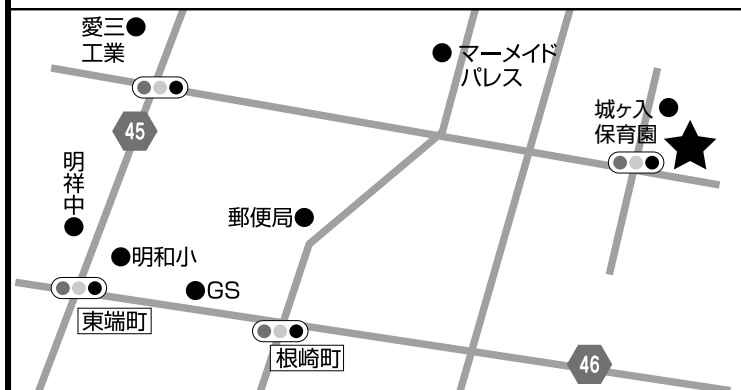 愛三
工業
マーメイド
パレス
城ヶ入
保育園
45
明祥中
郵便局
明和小
GS
東端町
根崎町
46